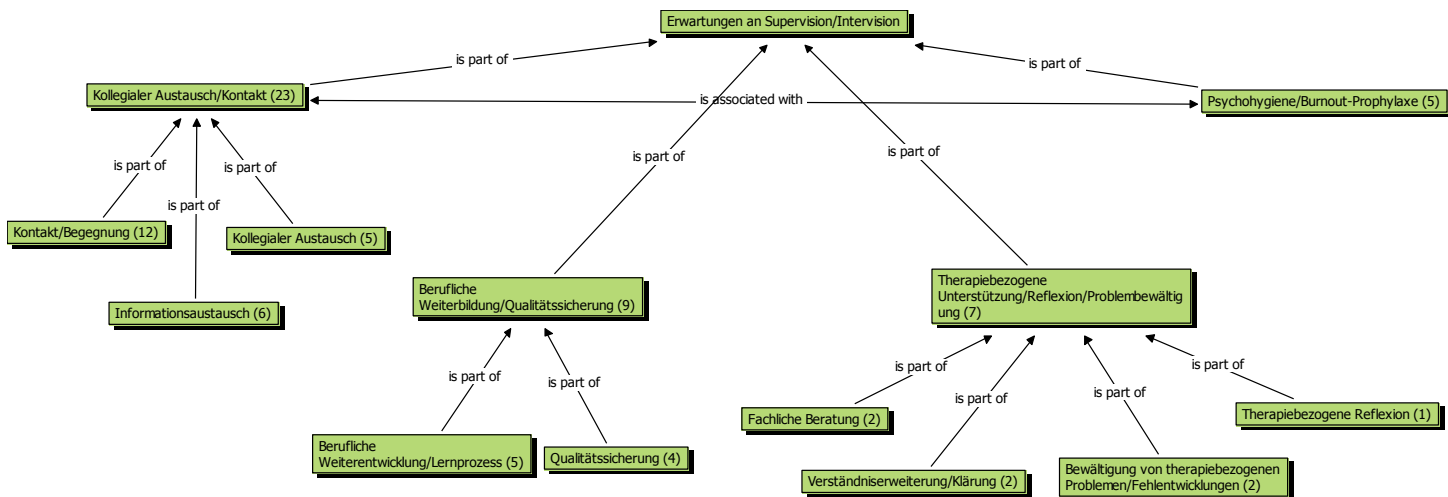 Erwartungen an Supervision/Intervision
is part of
is part of
Kollegialer Austausch/Kontakt (23)
is associated with
Psychohygiene/Burnout-Prophylaxe (5)
is part of
is part of
is part of
is part of
is part of
Kontakt/Begegnung (12)
Kollegialer Austausch (5)
Informationsaustausch (6)
Berufliche
Weiterbildung/Qualitätssicherung (9)
Therapiebezogene
Unterstützung/Reflexion/Problembewältig
ung (7)
is part of
is part of
is part of
is part of
is part of
is part of
Fachliche Beratung (2)
Therapiebezogene Reflexion (1)
Berufliche
Weiterentwicklung/Lernprozess (5)
Qualitätssicherung (4)
Verständniserweiterung/Klärung (2)
Bewältigung von therapiebezogenen
Problemen/Fehlentwicklungen (2)